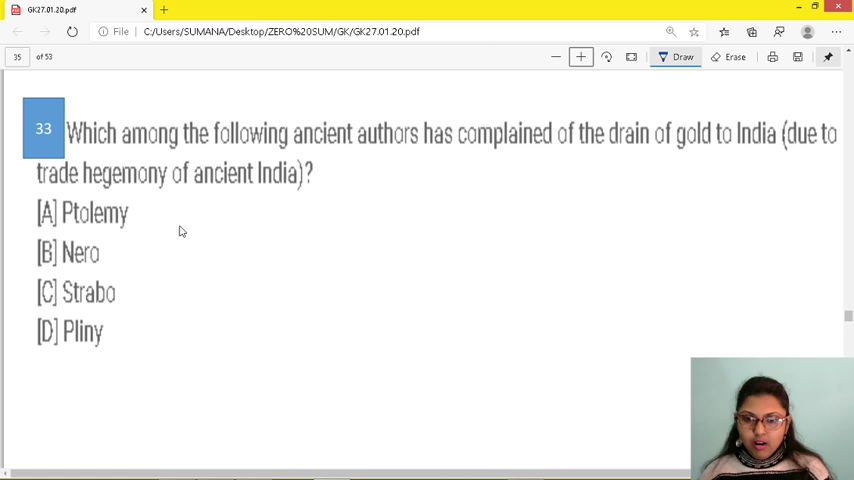 GK27.01.20.pdf
File C:/Users/SUMANA/Desktop/ZERO%20SUM/GK/GK27.01.20.pdf
35 of 53 Draw Erase
33 Which among the following ancient authors has complained of the drain of gold to India (due to
trade hegemony of ancient India)?
[A] Ptolemy
[B] Nero
[C] Strabo
[D] Pliny